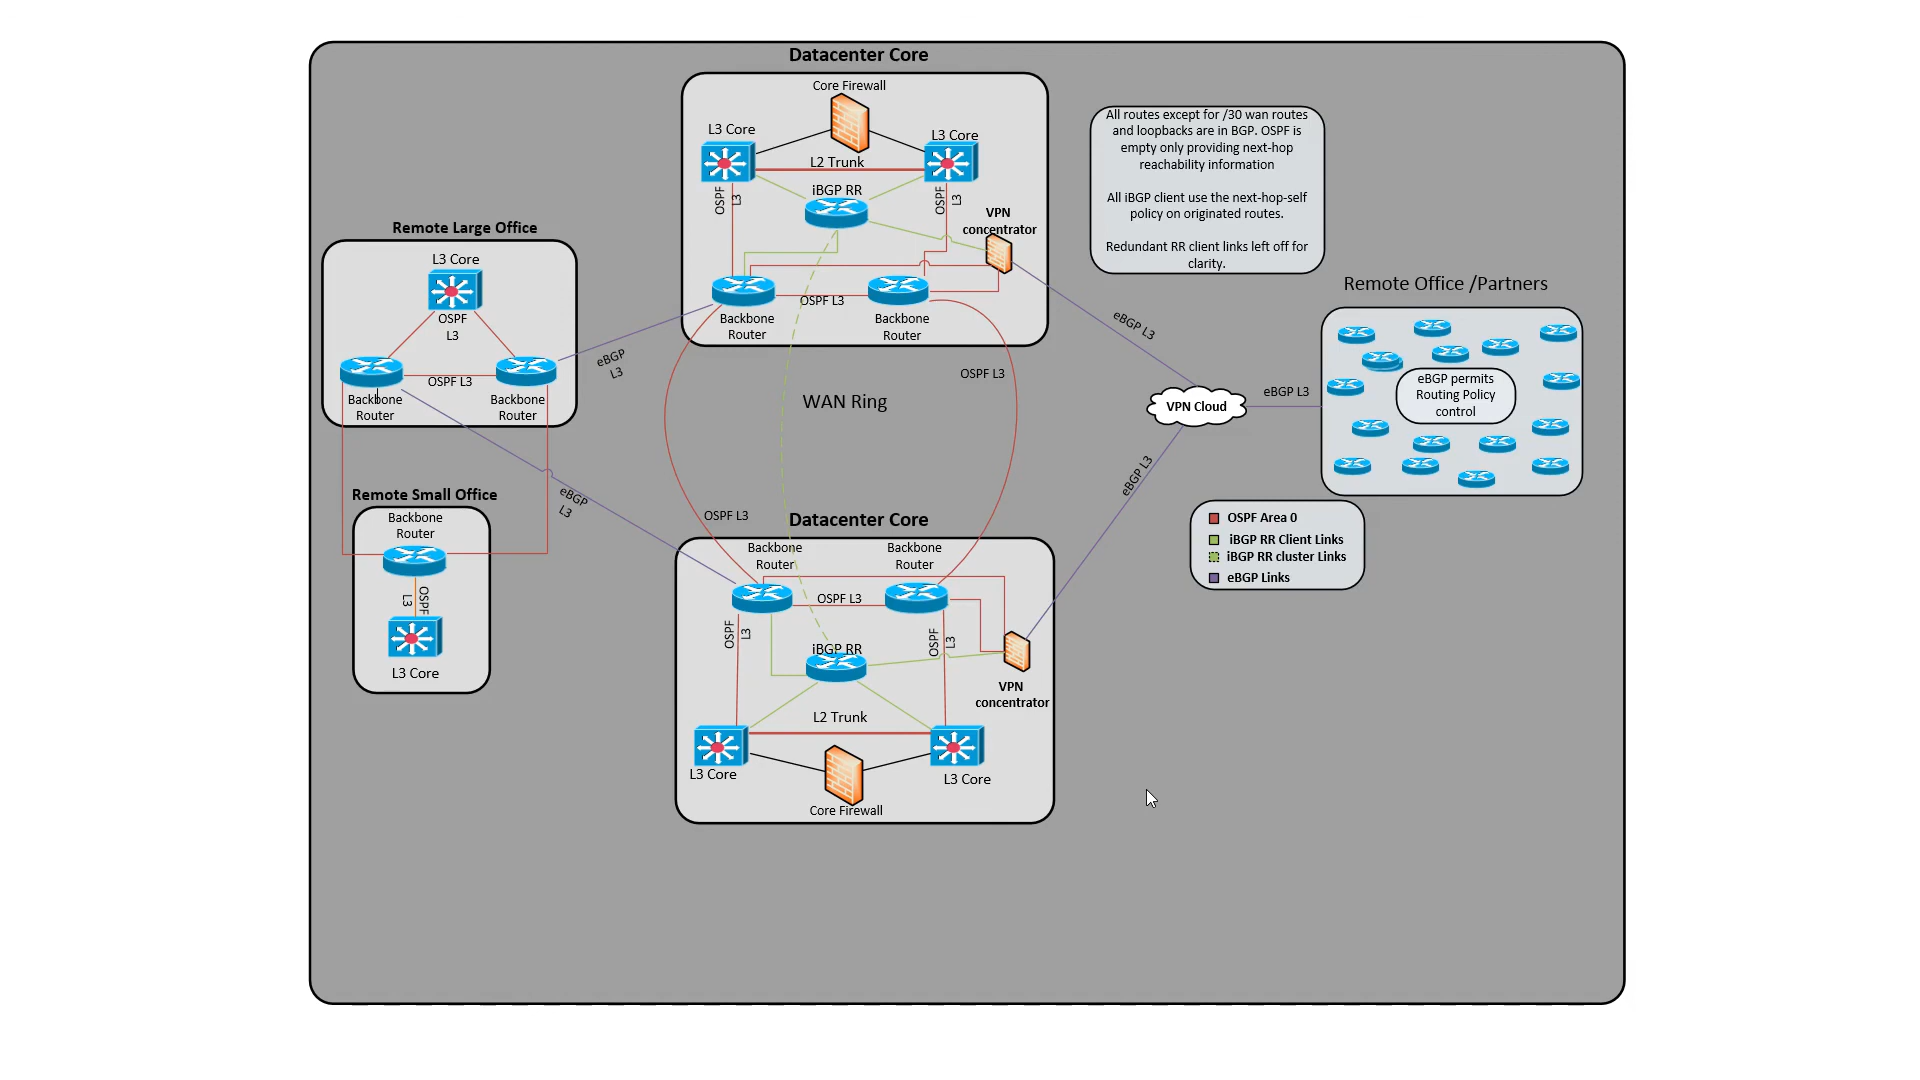 Datacenter Core
Core Firewall
L3 Core
L3 Core
L2 Trunk
iBGP RR
OSPF
L3
OSPF
L3
VPN
concentrator
OSPF L3
Backbone
Router
Backbone
Router
All routes except for /30 wan routes
and loopbacks are in BGP. OSPF is
empty only providing next-hop
reachability information
All iBGP client use the next-hop-self
policy on originated routes.
Redundant RR client links left off for
clarity.
Remote Large Office
L3 Core
OSPF
L3
OSPF L3
Backbone
Router
Backbone
Router
eBGP
L3
eBGP
L3
WAN Ring
OSPF L3
OSPF L3
eBGP L3
VPN Cloud
eBGP L3
eBGP L3
Remote Office /Partners
eBGP permits
Routing Policy
control
Remote Small Office
Backbone
Router
OSPF
L3
L3 Core
OSPF Area 0
iBGP RR Client Links
iBGP RR cluster Links
eBGP Links
Datacenter Core
Backbone
Router
Backbone
Router
OSPF L3
OSPF
L3
OSPF
L3
iBGP RR
VPN
concentrator
L2 Trunk
L3 Core
L3 Core
Core Firewall